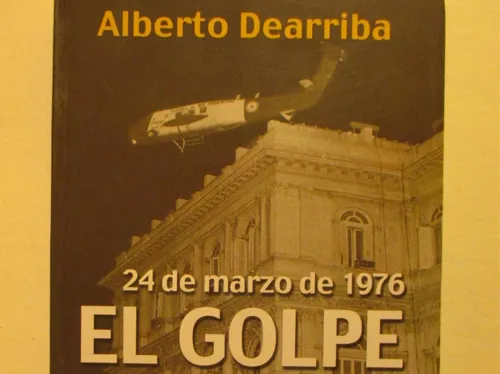 Alberto Dearriba
24 de marzo de 1976
EL GOLPE